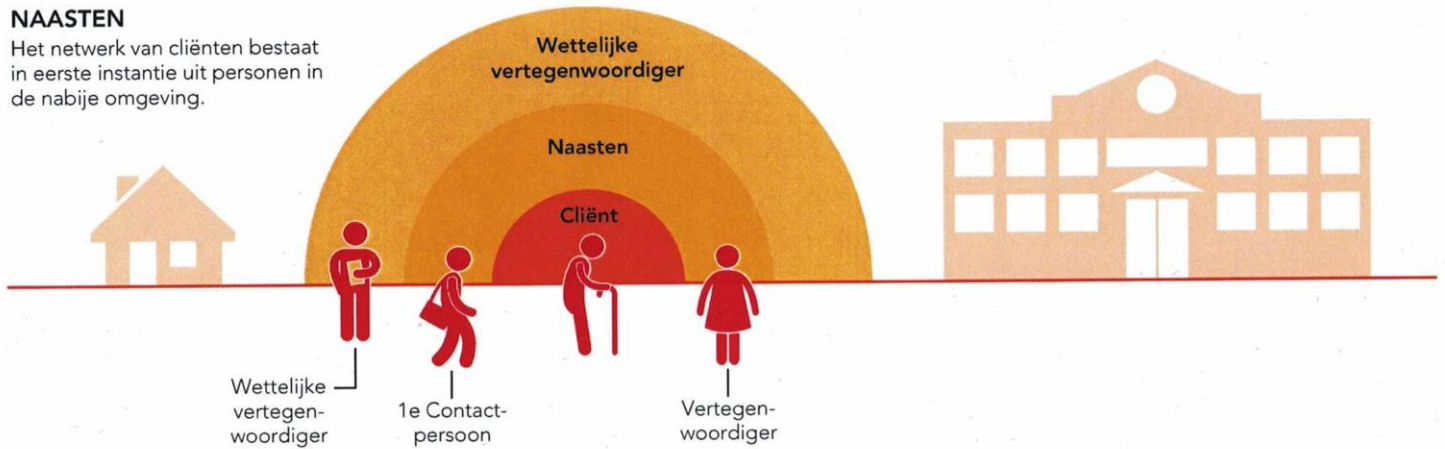 NAASTEN
Het netwerk van cliënten bestaat
in eerste instantie uit personen in
de nabije omgeving.
Wettelijke
vertegenwoordiger
Naasten
Cliënt
Wettelijke
vertegen-
woordiger
1e Contact-
persoon
Vertegen-
woordiger